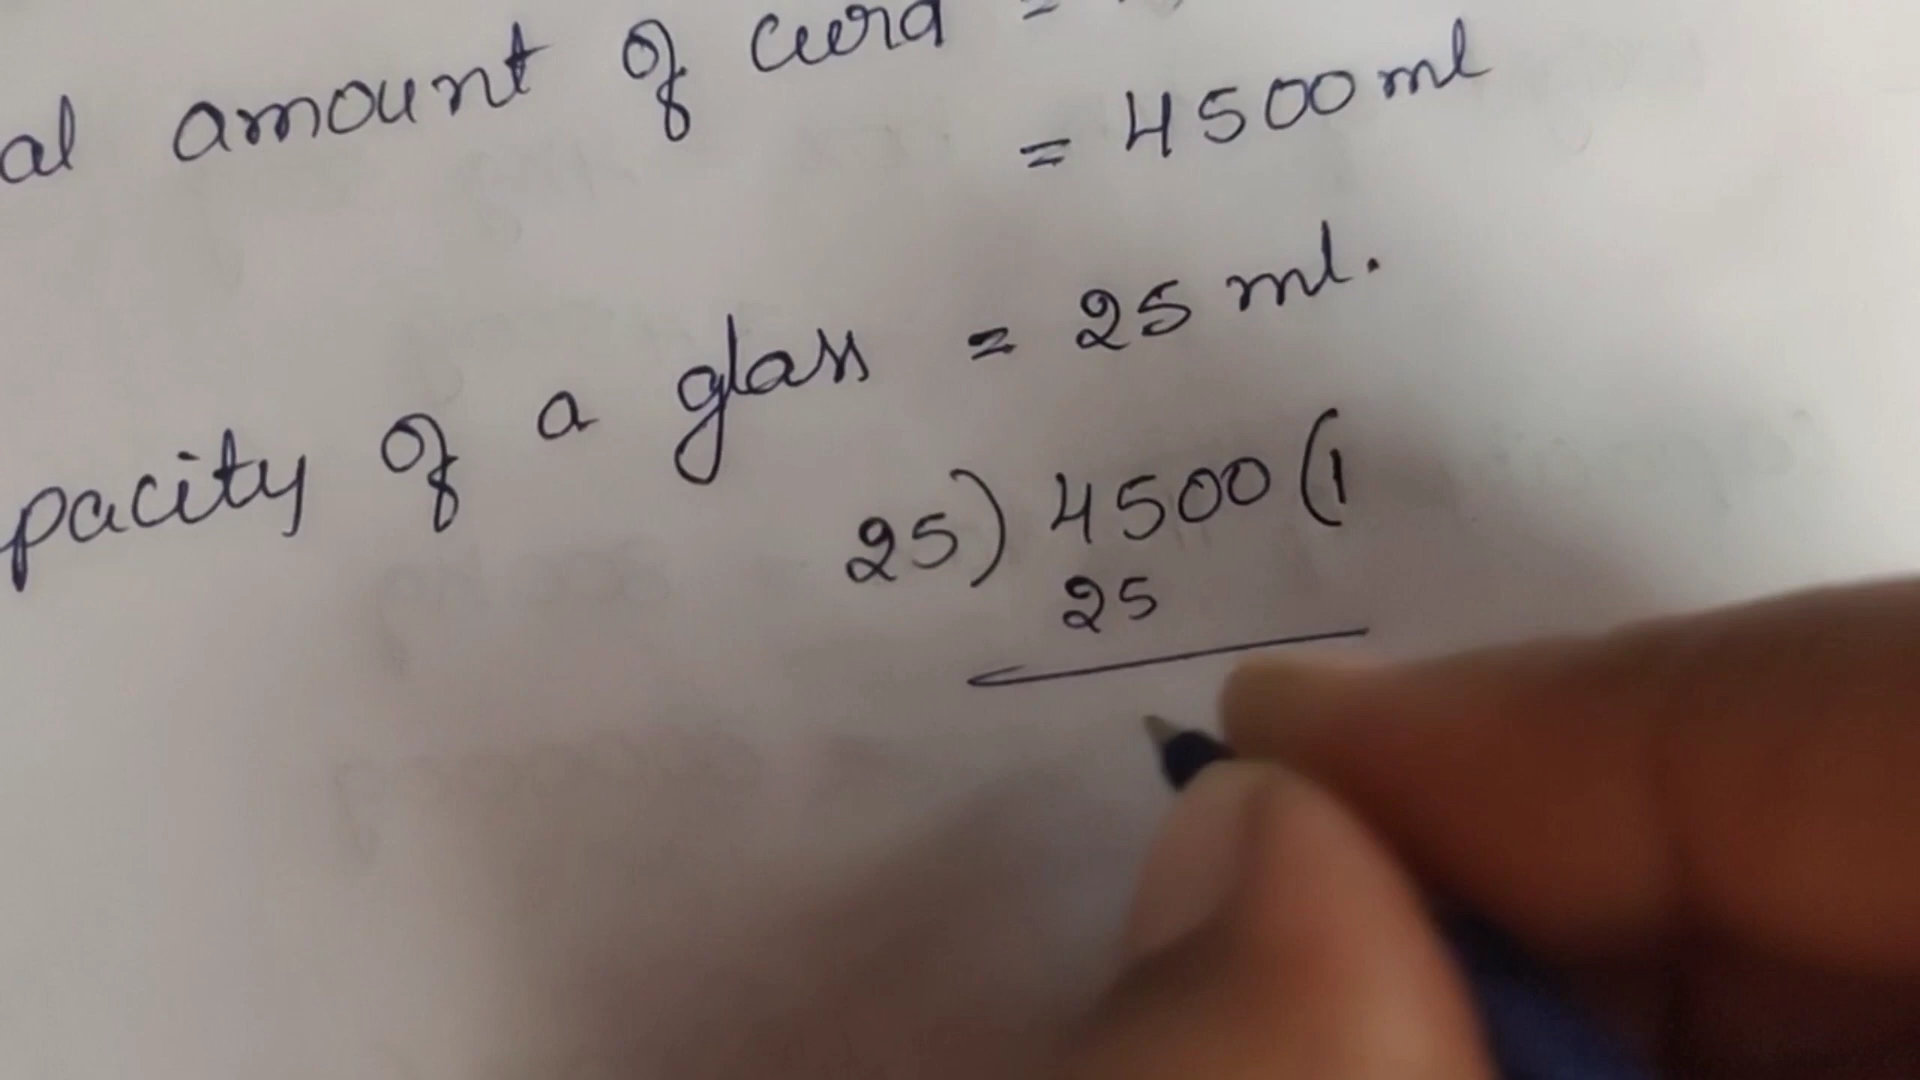 al amount of curd =
= 4500 ml
pacity of a glass = 25 ml.
25) 4500 (1
25